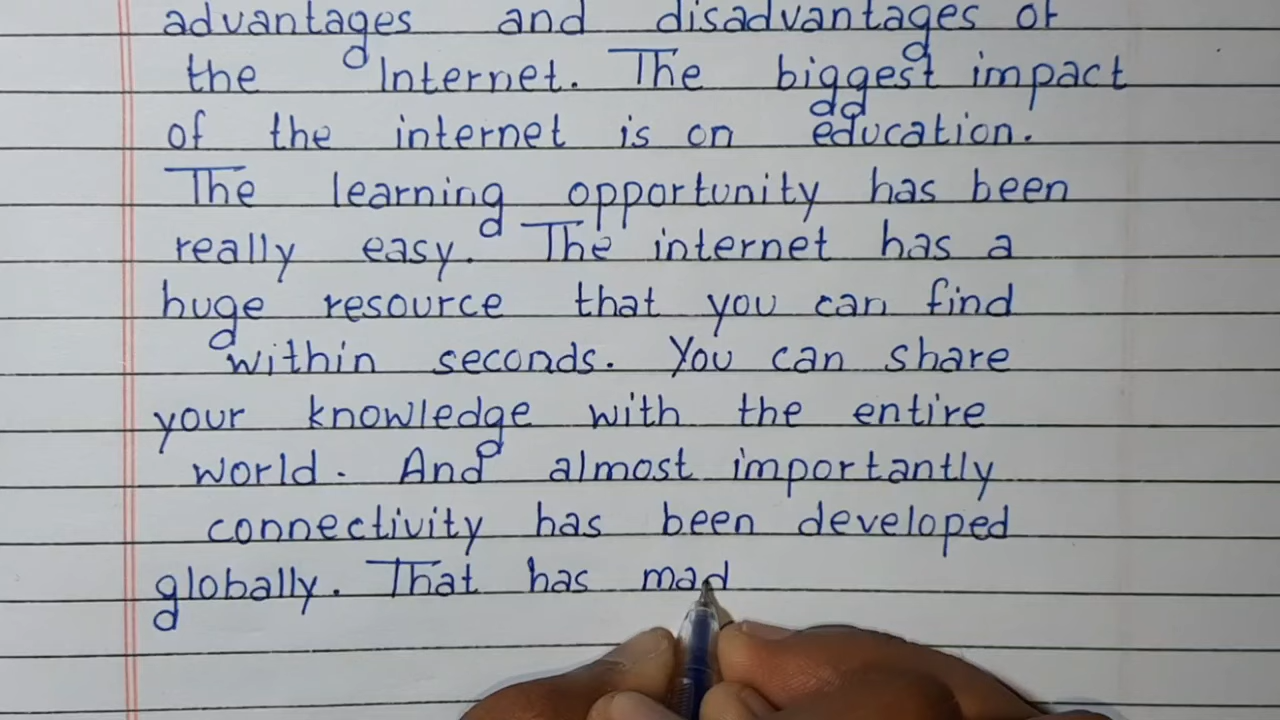 advantages and disadvantages of
the Internet. The biggest impact
of the internet is on education.
The learning opportunity has been
really easy. The internet has a
huge resource that you can find
within seconds. You can share
your knowledge with the entire
world. And almost importantly
connectivity has been developed
globally. That has mad